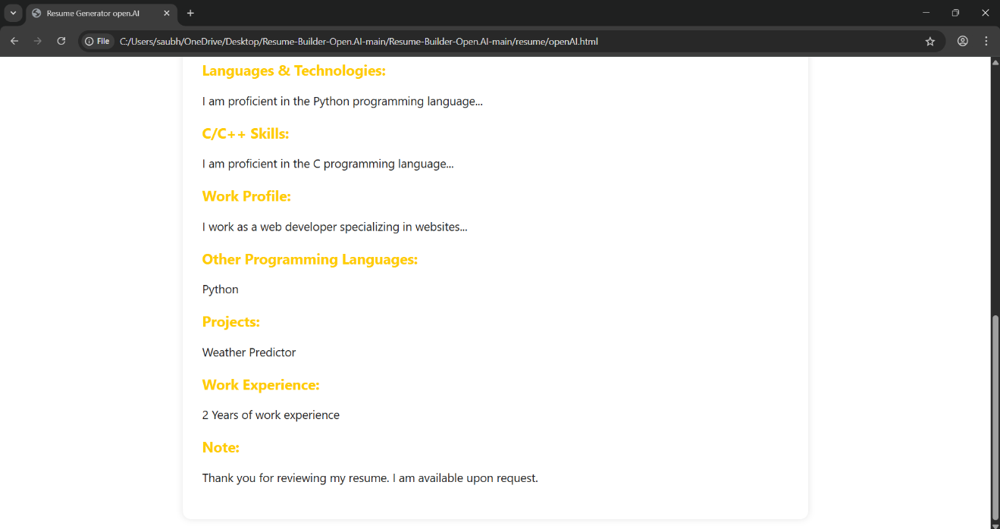 Resume Generator open.AI
File
C:/Users/saubh/OneDrive/Desktop/Resume-Builder-Open.AI-main/Resume-Builder-Open.AI-main/resume/openAI.html
Languages & Technologies:
I am proficient in the Python programming language...
C/C++ Skills:
I am proficient in the C programming language...
Work Profile:
I work as a web developer specializing in websites...
Other Programming Languages:
Python
Projects:
Weather Predictor
Work Experience:
2 Years of work experience
Note:
Thank you for reviewing my resume. I am available upon request.